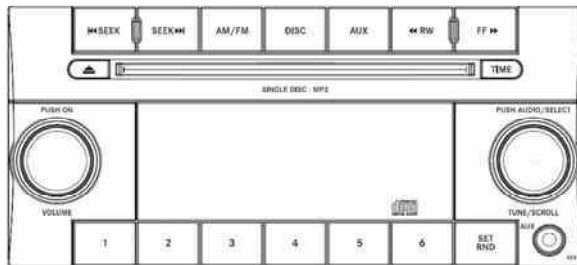 ⏮SEEK SEEK⏭ AM/FM DISC AUX ◀◀ RW FF ▶▶
TIME
SINGLE DISC · MP3
PUSH ON PUSH AUDIO/SELECT
VOLUME TUNE/SCROLL
AUX
1 2 3 4 5 6 SET
RND